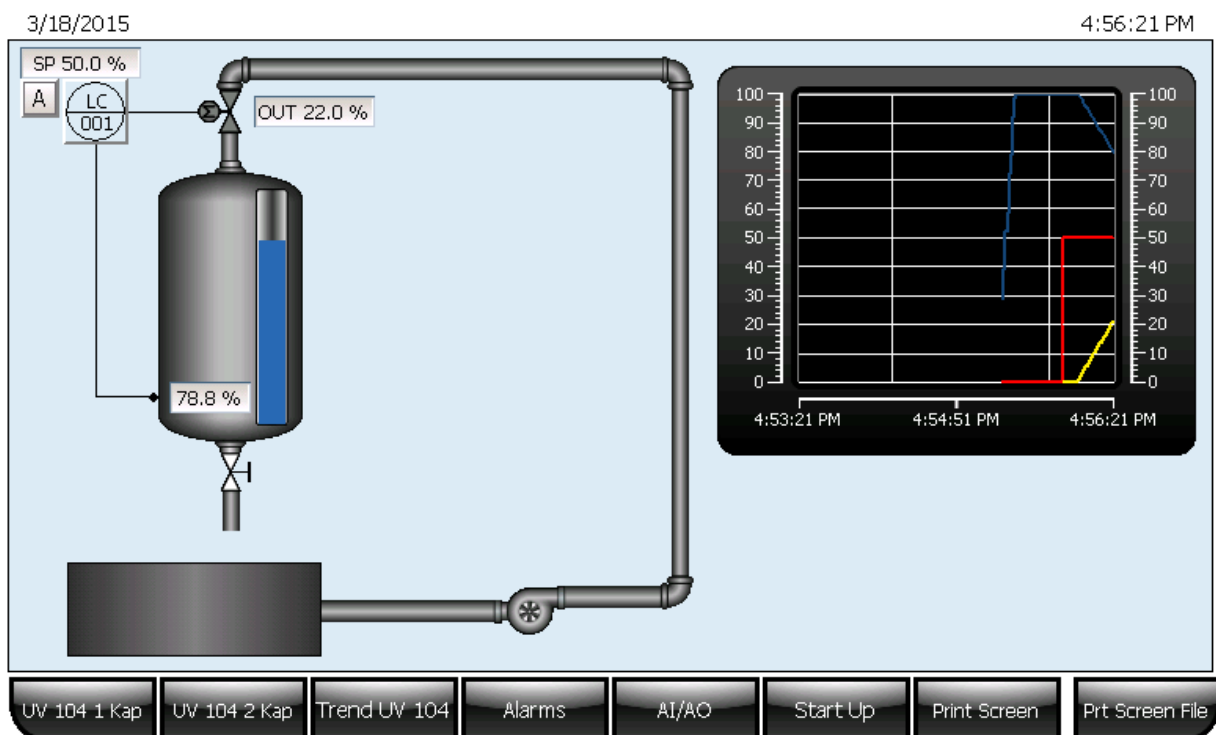 3/18/2015
4:56:21 PM
SP 50.0 %
A
LC
001
OUT 22.0 %
78.8 %
100
90
80
70
60
50
40
30
20
10
0
100
90
80
70
60
50
40
30
20
10
0
4:53:21 PM
4:54:51 PM
4:56:21 PM
UV 104 1 Kap
UV 104 2 Kap
Trend UV 104
Alarms
AI/AO
Start Up
Print Screen
Prt Screen File